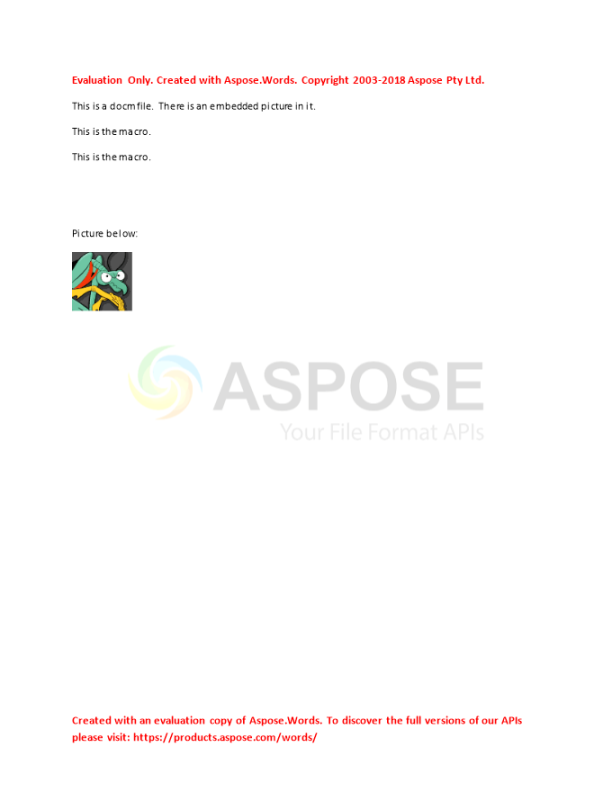 Evaluation Only. Created with Aspose.Words. Copyright 2003-2018 Aspose Pty Ltd.
This is a docm file. There is an embedded picture in it.
This is the macro.
This is the macro.
Picture below:
ASPOSE
Your File Format APIs
Created with an evaluation copy of Aspose.Words. To discover the full versions of our APIs
please visit: https://products.aspose.com/words/